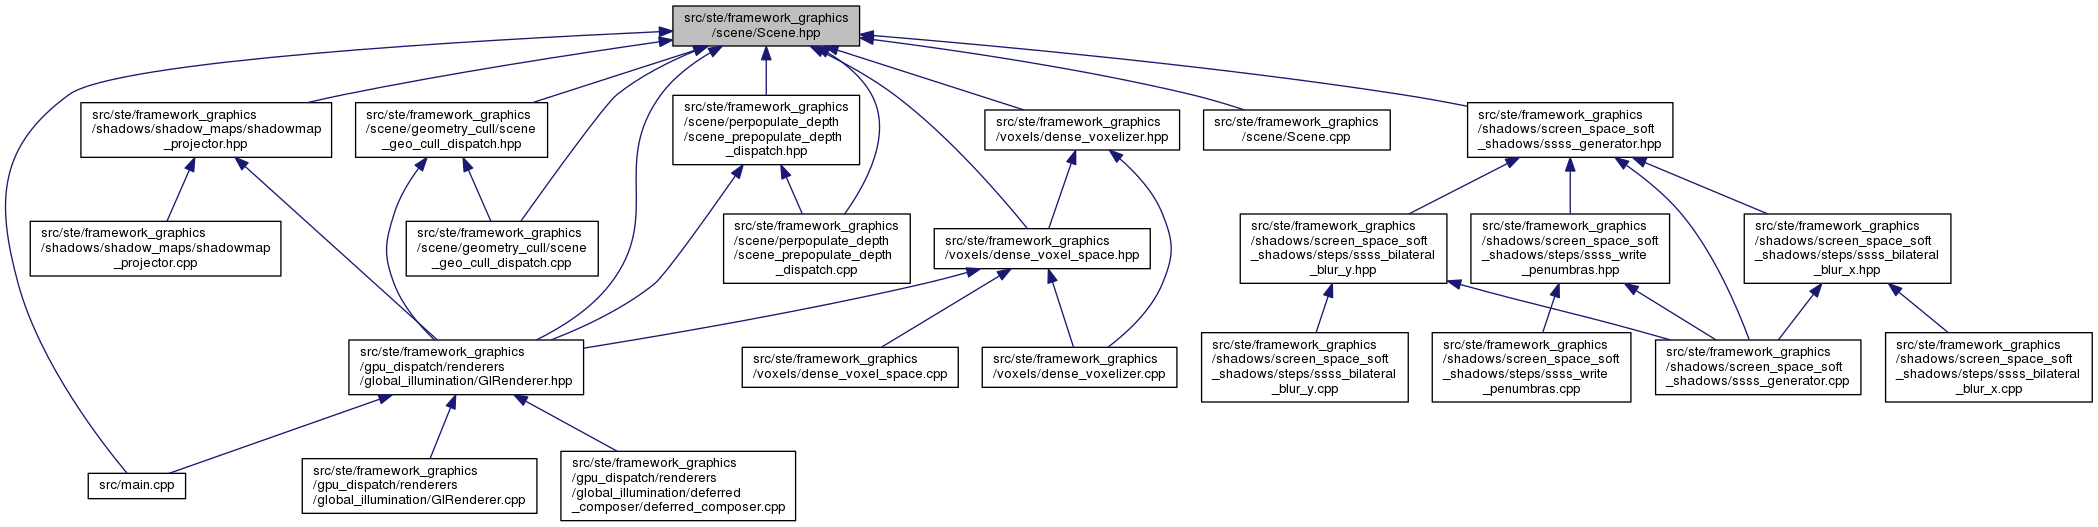 src/ste/framework_graphics
/scene/Scene.hpp
src/ste/framework_graphics
/shadows/shadow_maps/shadowmap
_projector.hpp
src/ste/framework_graphics
/scene/geometry_cull/scene
_geo_cull_dispatch.hpp
src/ste/framework_graphics
/scene/perpopulate_depth
/scene_prepopulate_depth
_dispatch.hpp
src/ste/framework_graphics
/voxels/dense_voxelizer.hpp
src/ste/framework_graphics
/scene/Scene.cpp
src/ste/framework_graphics
/shadows/screen_space_soft
_shadows/ssss_generator.hpp
src/ste/framework_graphics
/shadows/shadow_maps/shadowmap
_projector.cpp
src/ste/framework_graphics
/scene/geometry_cull/scene
_geo_cull_dispatch.cpp
src/ste/framework_graphics
/scene/perpopulate_depth
/scene_prepopulate_depth
_dispatch.cpp
src/ste/framework_graphics
/voxels/dense_voxel_space.hpp
src/ste/framework_graphics
/shadows/screen_space_soft
_shadows/steps/ssss_bilateral
_blur_y.hpp
src/ste/framework_graphics
/shadows/screen_space_soft
_shadows/steps/ssss_write
_penumbras.hpp
src/ste/framework_graphics
/shadows/screen_space_soft
_shadows/steps/ssss_bilateral
_blur_x.hpp
src/ste/framework_graphics
/gpu_dispatch/renderers
/global_illumination/GIRenderer.hpp
src/ste/framework_graphics
/voxels/dense_voxel_space.cpp
src/ste/framework_graphics
/voxels/dense_voxelizer.cpp
src/ste/framework_graphics
/shadows/screen_space_soft
_shadows/steps/ssss_bilateral
_blur_y.cpp
src/ste/framework_graphics
/shadows/screen_space_soft
_shadows/steps/ssss_write
_penumbras.cpp
src/ste/framework_graphics
/shadows/screen_space_soft
_shadows/ssss_generator.cpp
src/ste/framework_graphics
/shadows/screen_space_soft
_shadows/steps/ssss_bilateral
_blur_x.cpp
src/main.cpp
src/ste/framework_graphics
/gpu_dispatch/renderers
/global_illumination/GIRenderer.cpp
src/ste/framework_graphics
/gpu_dispatch/renderers
/global_illumination/deferred
_composer/deferred_composer.cpp